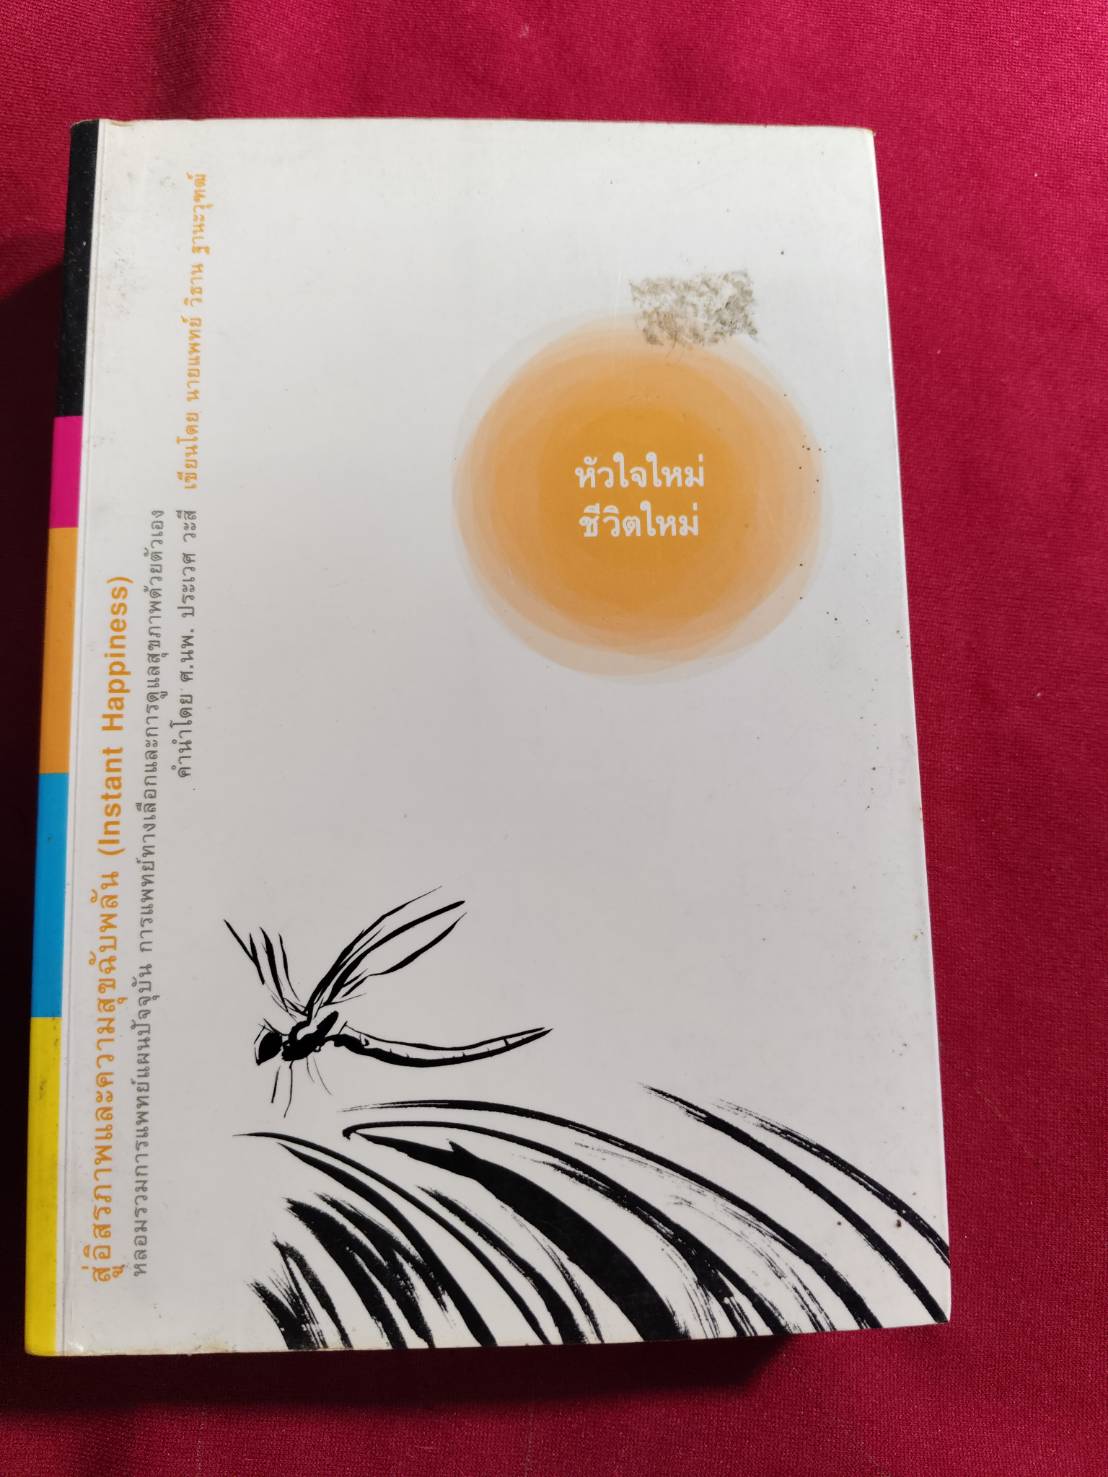 หัวใจใหม่
ชีวิตใหม่
สู่อิสรภาพและความสุขฉับพลัน (Instant Happiness)
หลอมรวมการแพทย์แผนปัจจุบัน การแพทย์ทางเลือกและการดูแลสุขภาพด้วยตัวเอง
คำนำโดย ศ.นพ. ประเวศ วะสี เขียนโดย นายแพทย์ วิธาน ฐานะวุฑฒ์